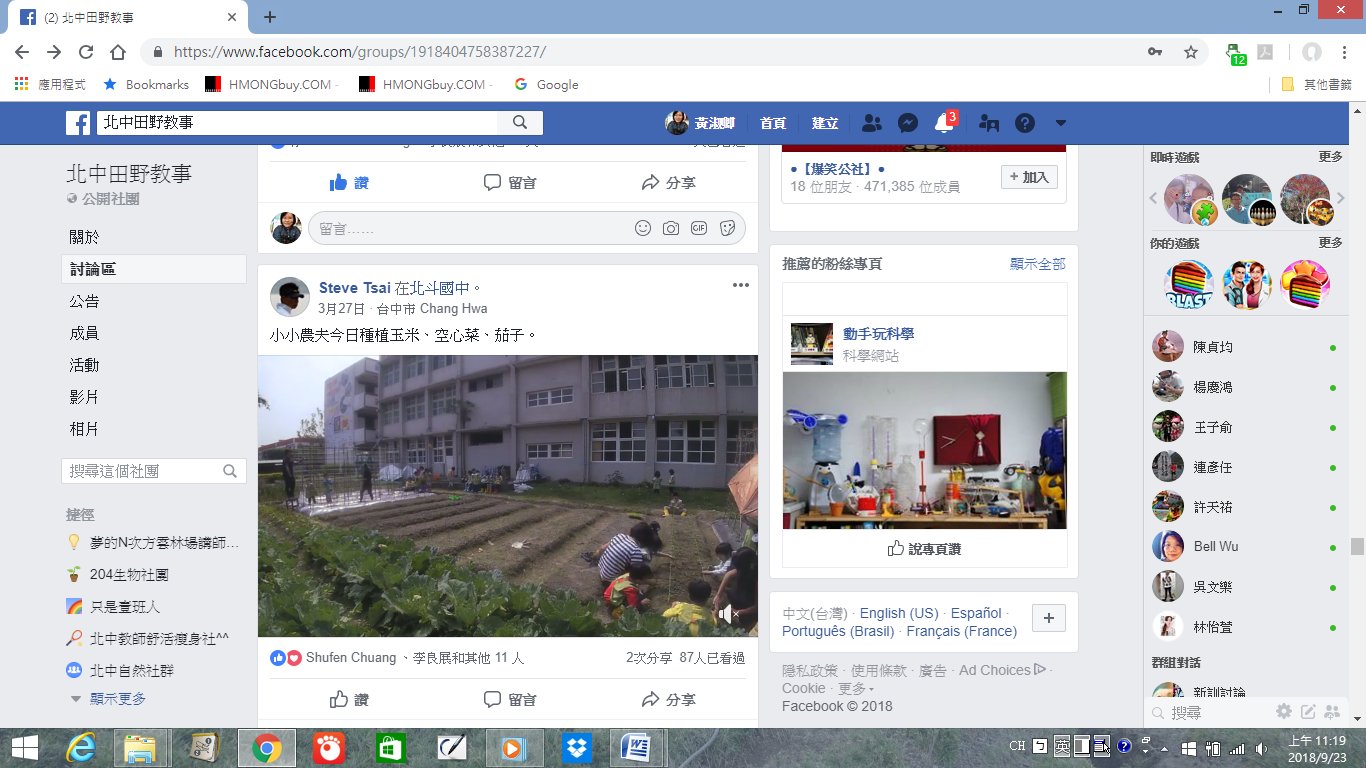 (2) 北中田野教事
https://www.facebook.com/groups/1918404758387227/
12
應用程式 Bookmarks HMONGbuy.COM - HMONGbuy.COM - Google 其他書籤
北中田野教事
黃淑卿 首頁 建立 3
北中田野教事
公開社團
關於
討論區
公告
成員
活動
影片
相片
搜尋這個社團
捷徑
夢的N次方雲林場講師...
204生物社團
只是壹班人
北中教師舒活瘦身社^^
北中自然社群
顯示更多
讚 留言 分享
留言……
GIF
Steve Tsai 在北斗國中。
3月27日 · 台中市 Chang Hwa
小小農夫今日種植玉米、空心菜、茄子。
Shufen Chuang 、李良展和其他 11 人 2次分享 87人已看過
讚 留言 分享
●【爆笑公社】●
18 位朋友 · 471,385 位成員
+ 加入
推薦的粉絲專頁 顯示全部
動手玩科學
科學網站
說專頁讚
中文(台灣) · English (US) · Español ·
Português (Brasil) · Français (France)
+
隱私政策 · 使用條款 · 廣告 · Ad Choices
Cookie · 更多
Facebook © 2018
即時遊戲 更多
你的遊戲 更多
BLAST
陳貞均
楊慶鴻
王子俞
連彥任
許天祐
Bell Wu
吳文樂
林怡萱
群組對話
新訓討論
搜尋
CH 英
上午 11:19
2018/9/23